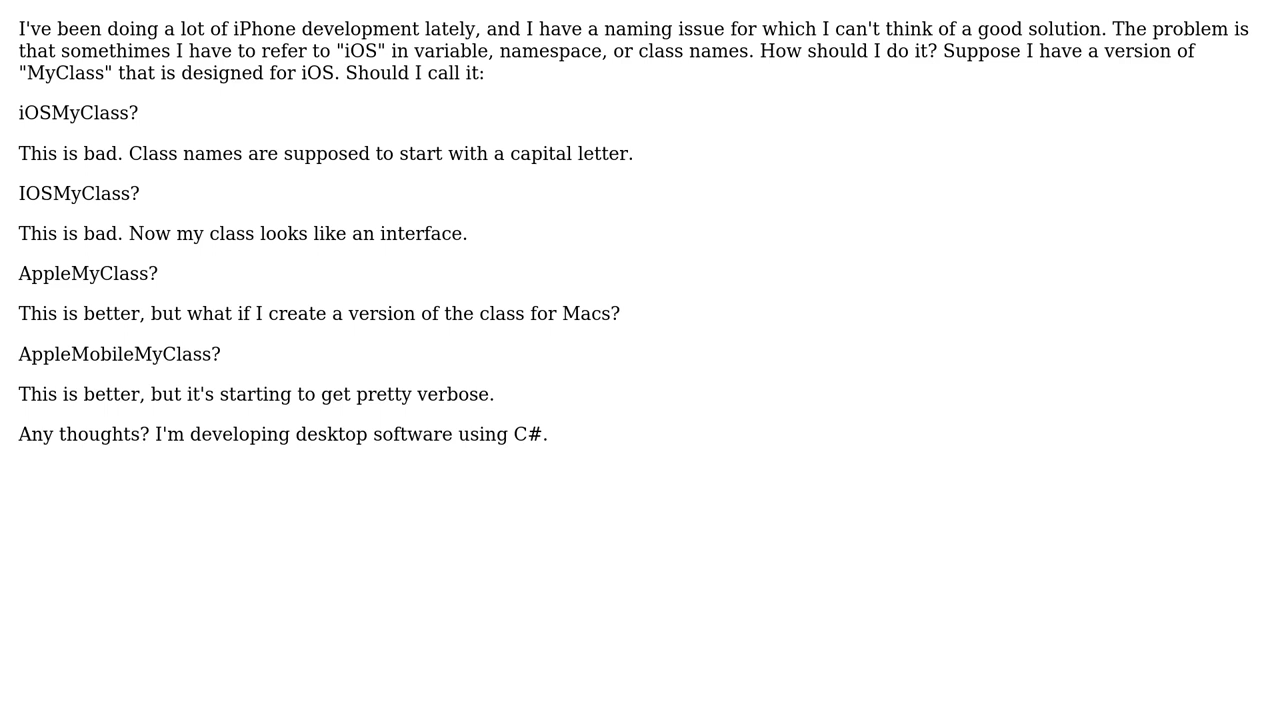 I've been doing a lot of iPhone development lately, and I have a naming issue for which I can't think of a good solution. The problem is
that somethimes I have to refer to "iOS" in variable, namespace, or class names. How should I do it? Suppose I have a version of
"MyClass" that is designed for iOS. Should I call it:
iOSMyClass?
This is bad. Class names are supposed to start with a capital letter.
IOSMyClass?
This is bad. Now my class looks like an interface.
AppleMyClass?
This is better, but what if I create a version of the class for Macs?
AppleMobileMyClass?
This is better, but it's starting to get pretty verbose.
Any thoughts? I'm developing desktop software using C#.